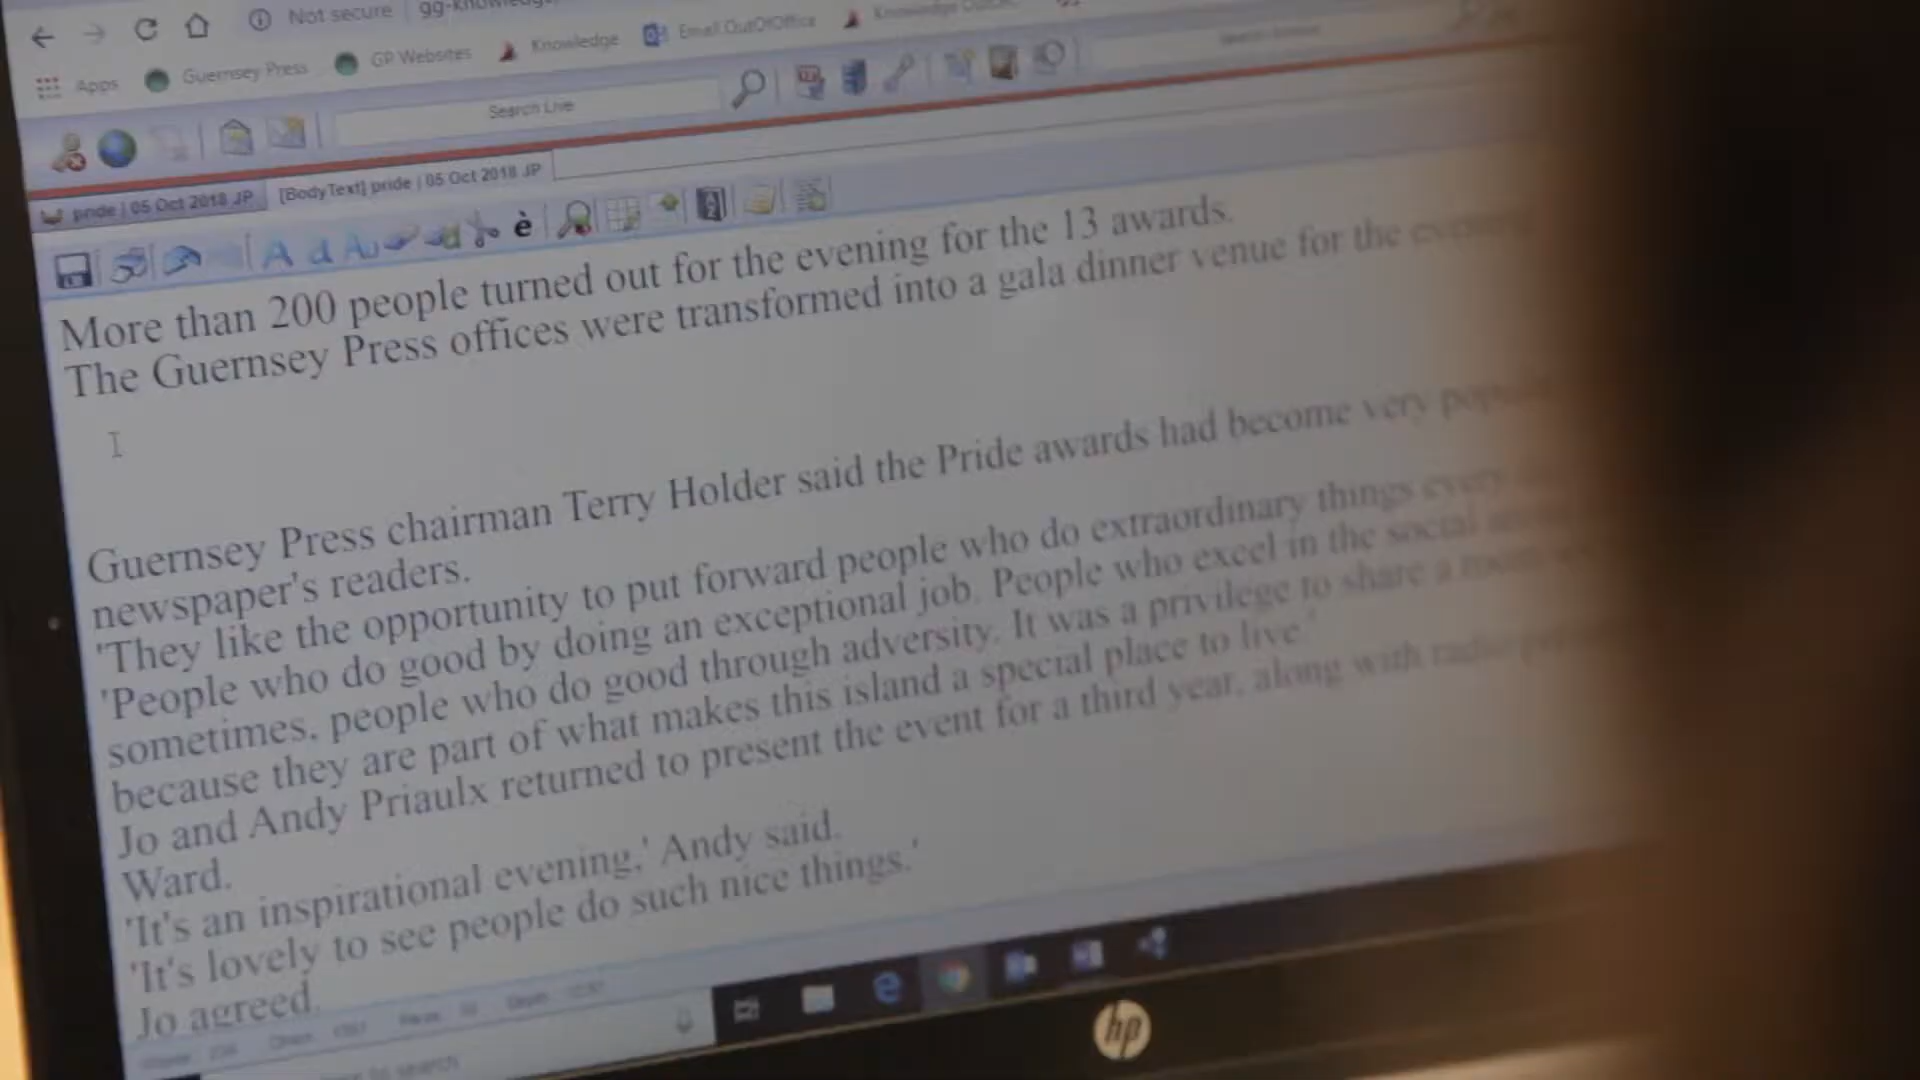 Not secure
Apps Guernsey Press GP Websites Knowledge Email OutOfOffice Knowledge
Search Live
pride | 05 Oct 2018 JP [BodyText] pride | 05 Oct 2018 JP
More than 200 people turned out for the evening for the 13 awards.
The Guernsey Press offices were transformed into a gala dinner venue for the
Guernsey Press chairman Terry Holder said the Pride awards had become very
newspaper's readers.
'They like the opportunity to put forward people who do extraordinary things every
'People who do good by doing an exceptional job. People who excel in the social
sometimes, people who do good through adversity. It was a privilege to share a room
because they are part of what makes this island a special place to live.'
Jo and Andy Priaulx returned to present the event for a third year, along with radio
Ward.
'It's an inspirational evening,' Andy said.
'It's lovely to see people do such nice things.'
Jo agreed.
to search
hp